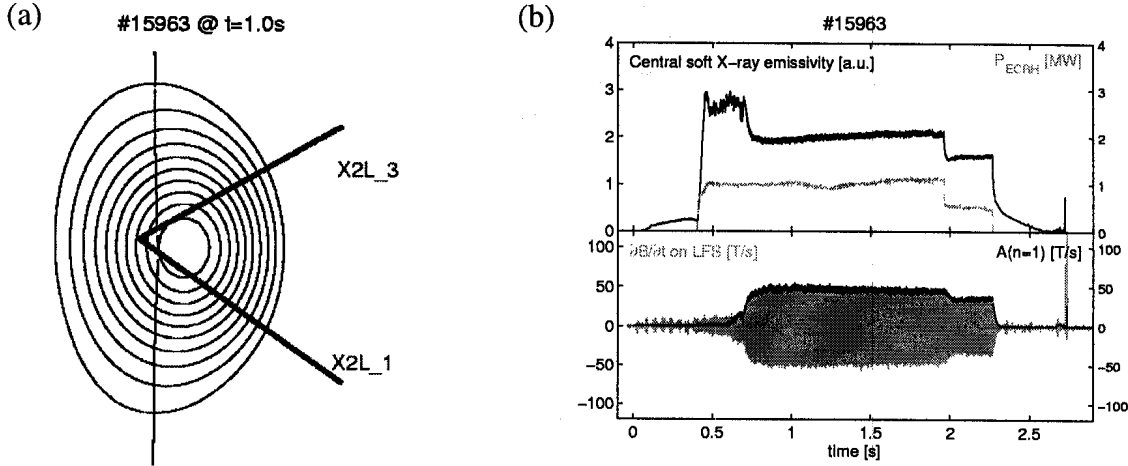 (a)
#15963 @ t=1.0s
X2L_3
X2L_1
(b)
#15963
Central soft X-ray emissivity [a.u.]
P_ECRH [MW]
4
3
2
1
0
4
3
2
1
0
∂B/∂t on LFS [T/s]
A(n=1) [T/s]
100
50
0
−50
−100
100
50
0
−50
−100
0
0.5
1
1.5
2
2.5
time [s]